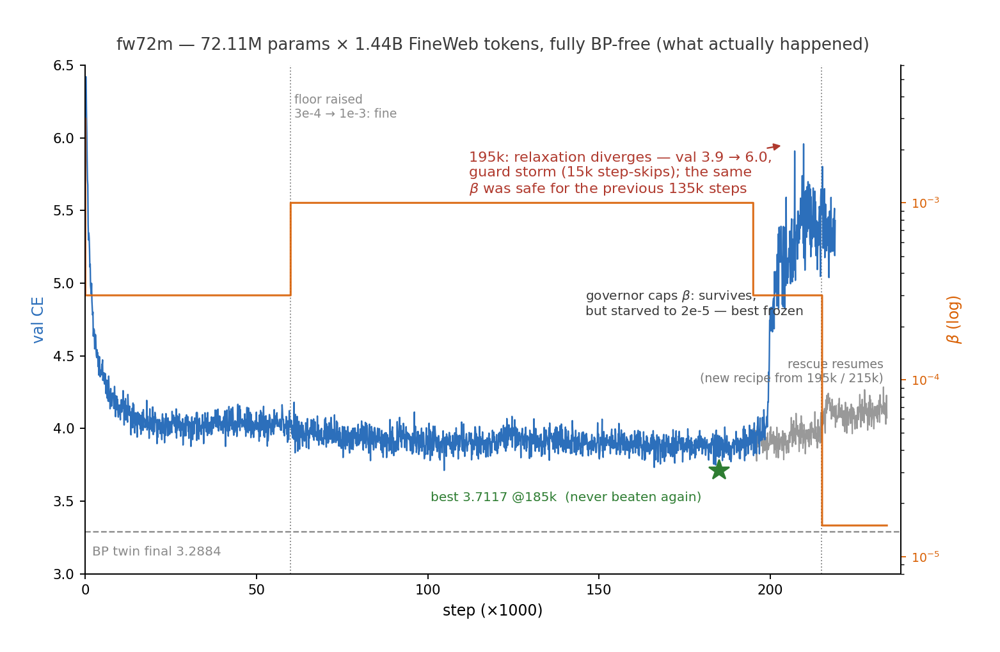 fw72m — 72.11M params × 1.44B FineWeb tokens, fully BP-free (what actually happened)
6.5
floor raised
3e-4 → 1e-3: fine
6.0
195k: relaxation diverges — val 3.9 → 6.0,
guard storm (15k step-skips); the same
β was safe for the previous 135k steps
5.5
10⁻³
5.0
governor caps β: survives,
but starved to 2e-5 — best frozen
val CE
β (log)
4.5
rescue resumes
(new recipe from 195k / 215k)
10⁻⁴
4.0
best 3.7117 @185k (never beaten again)
3.5
BP twin final 3.2884
10⁻⁵
3.0
0 50 100 150 200
step (×1000)